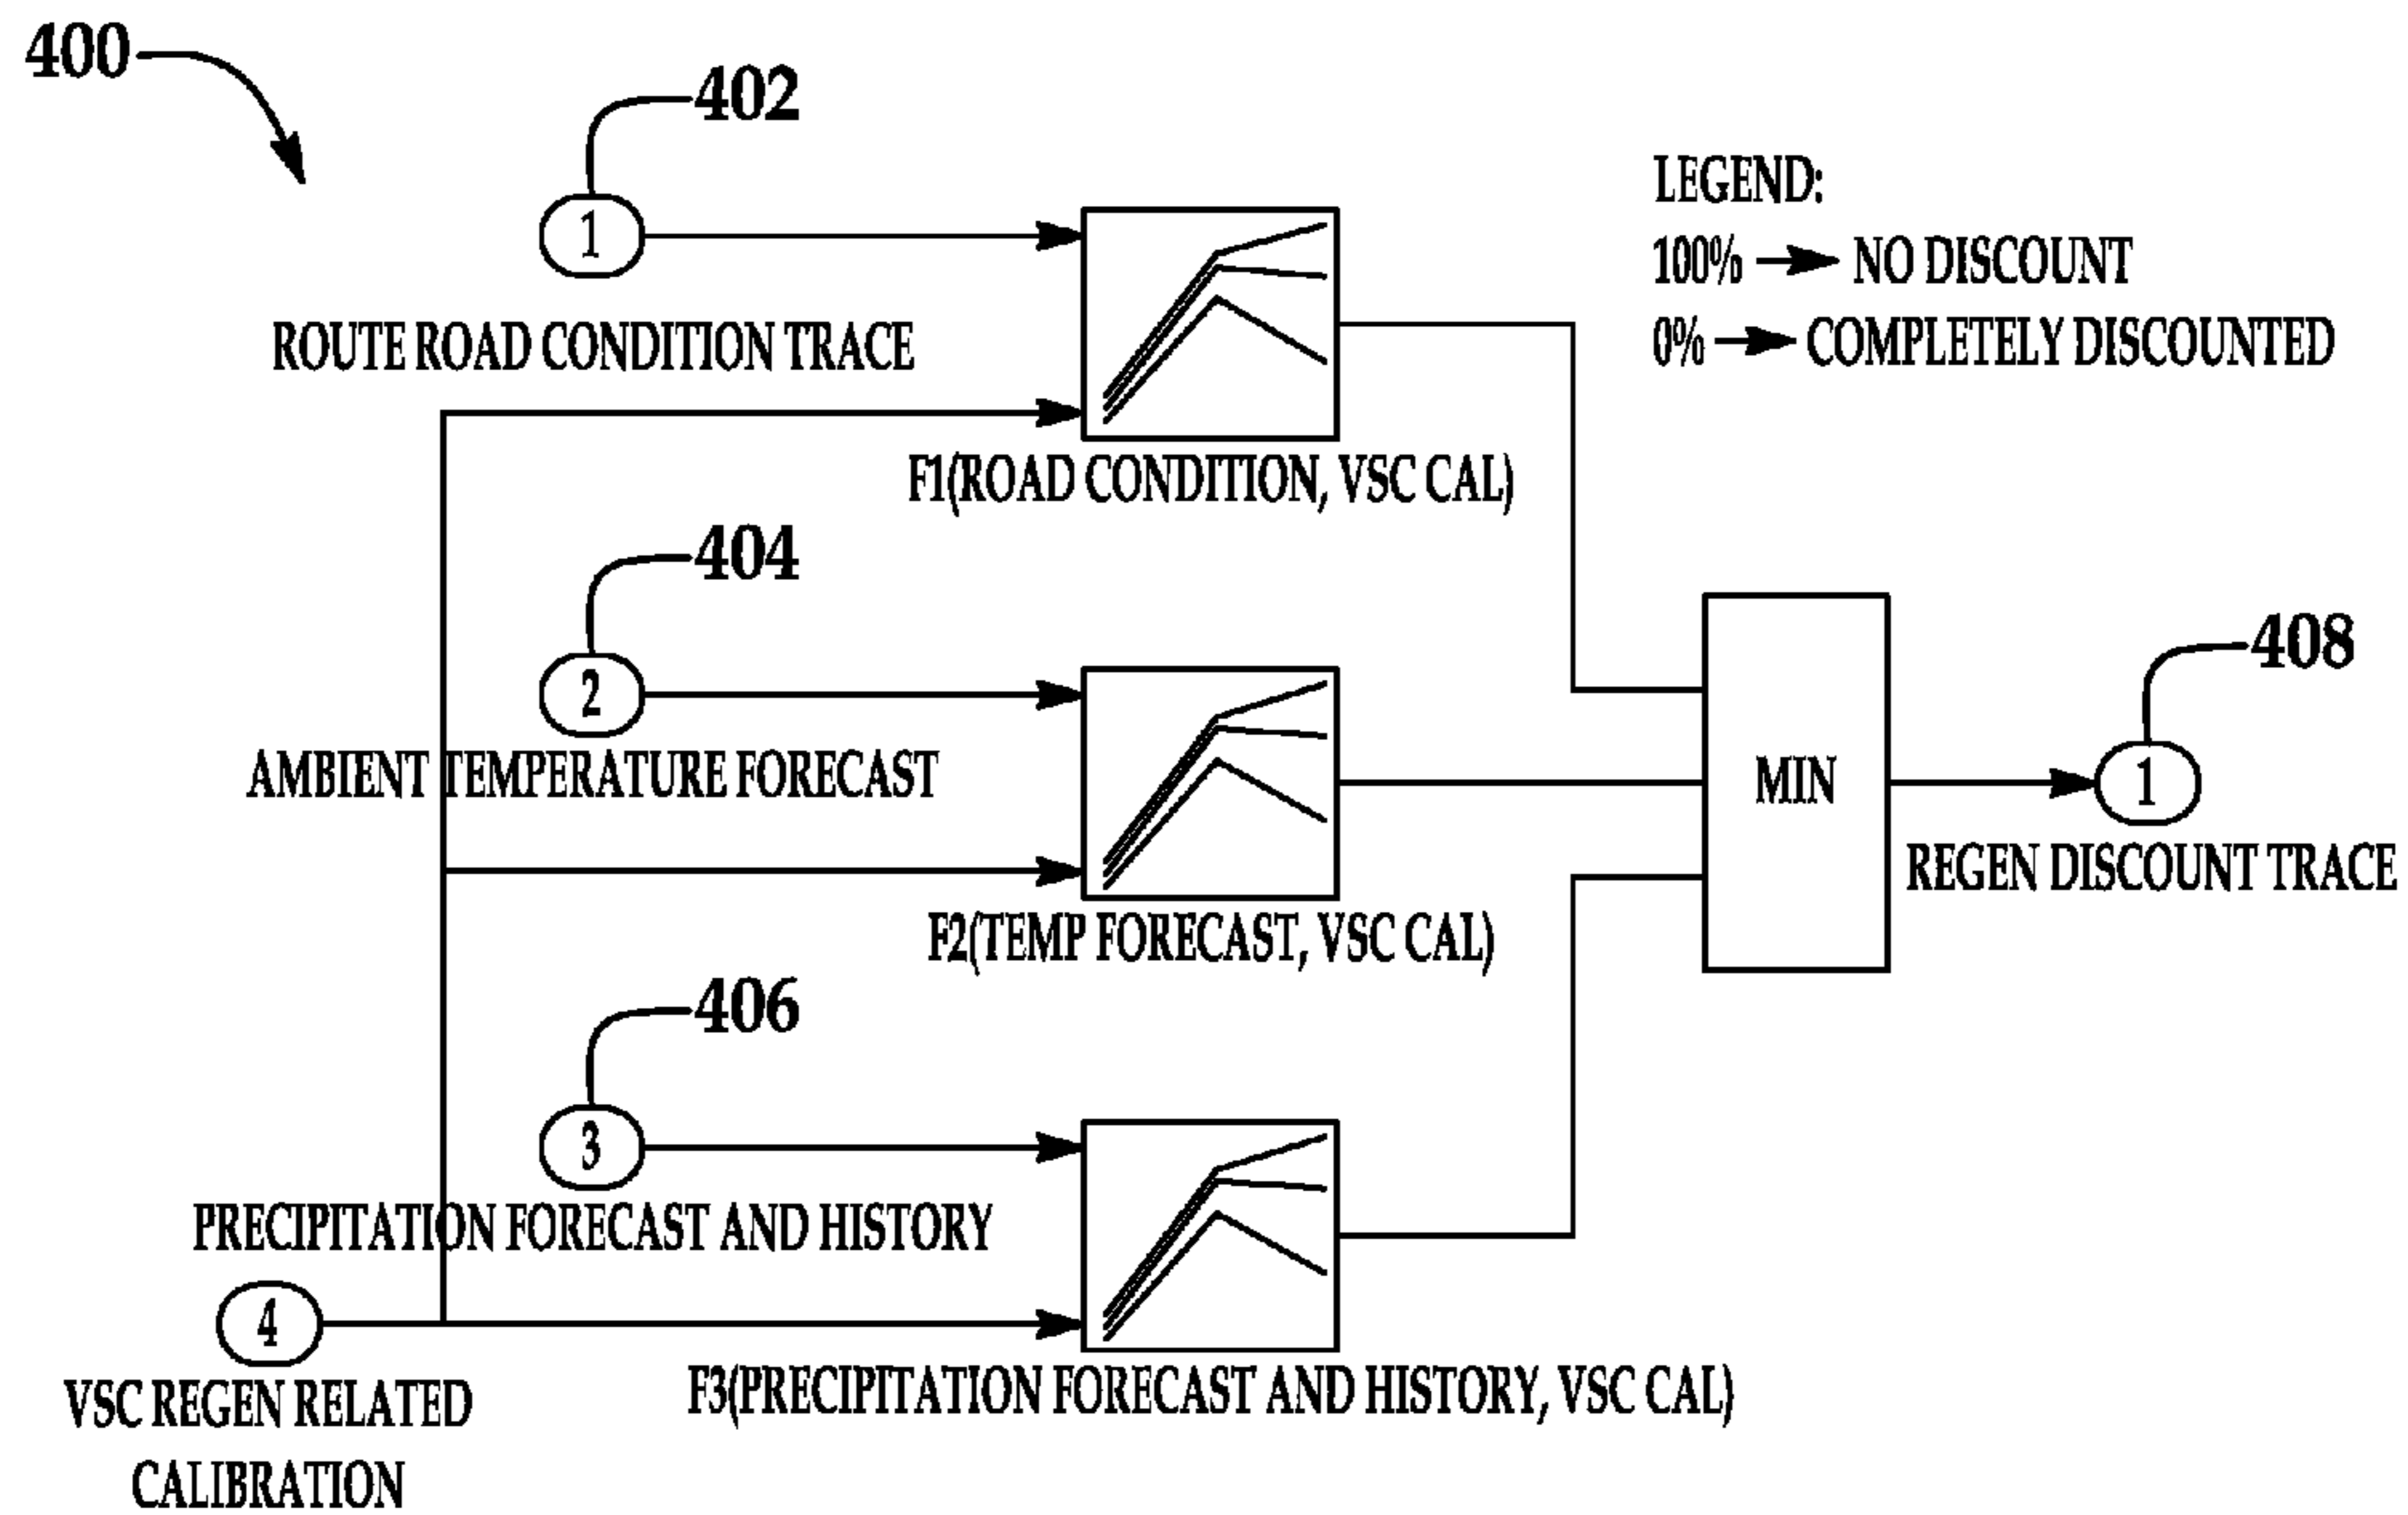 400
402
1
ROUTE ROAD CONDITION TRACE
F1(ROAD CONDITION, VSC CAL)
LEGEND:
100% → NO DISCOUNT
0% → COMPLETELY DISCOUNTED
404
2
AMBIENT TEMPERATURE FORECAST
F2(TEMP FORECAST, VSC CAL)
MIN
408
1
REGEN DISCOUNT TRACE
406
3
PRECIPITATION FORECAST AND HISTORY
4
VSC REGEN RELATED
CALIBRATION
F3(PRECIPITATION FORECAST AND HISTORY, VSC CAL)